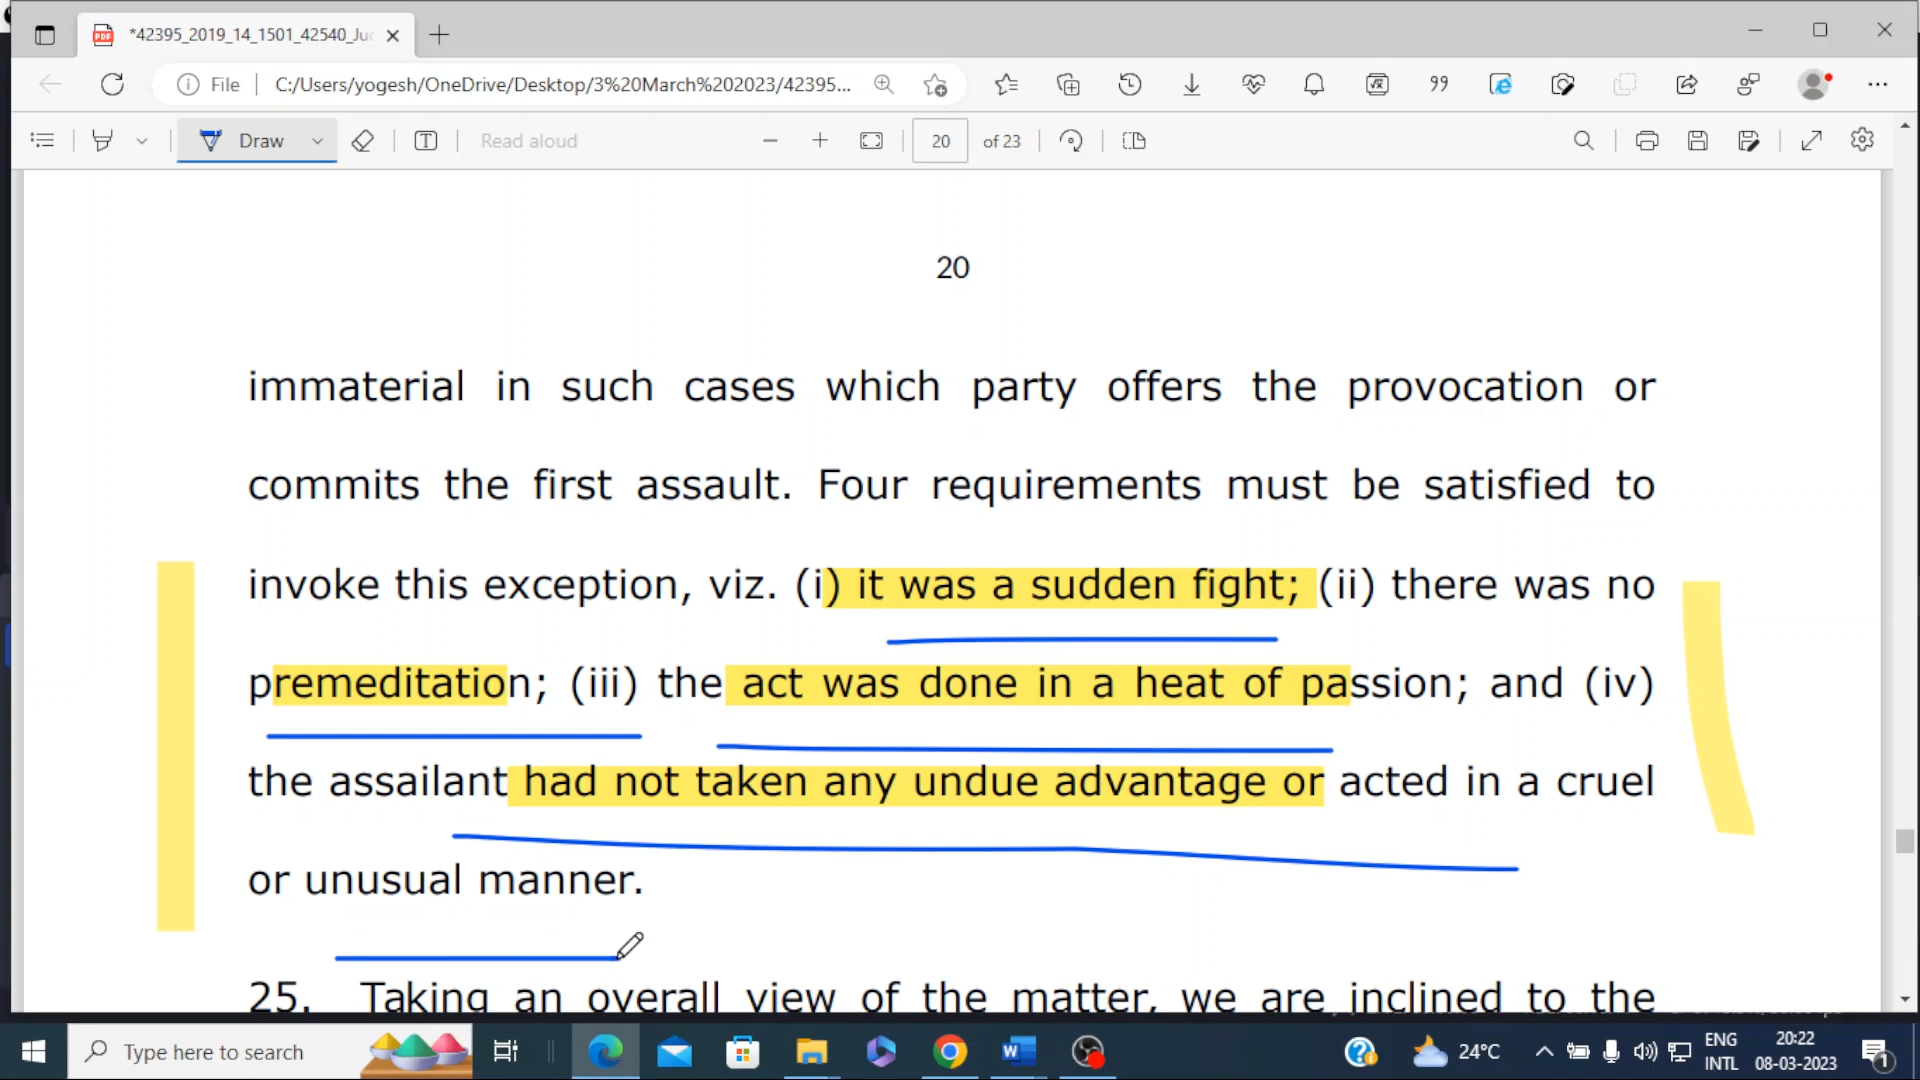 *42395_2019_14_1501_42540_Juc
File
C:/Users/yogesh/OneDrive/Desktop/3%20March%202023/42395...
Draw
Read aloud
20 of 23
20
immaterial in such cases which party offers the provocation or
commits the first assault. Four requirements must be satisfied to
invoke this exception, viz. (i) it was a sudden fight; (ii) there was no
premeditation; (iii) the act was done in a heat of passion; and (iv)
the assailant had not taken any undue advantage or acted in a cruel
or unusual manner.
25. Taking an overall view of the matter, we are inclined to the
Type here to search
24°C
ENG
INTL
20:22
08-03-2023
1